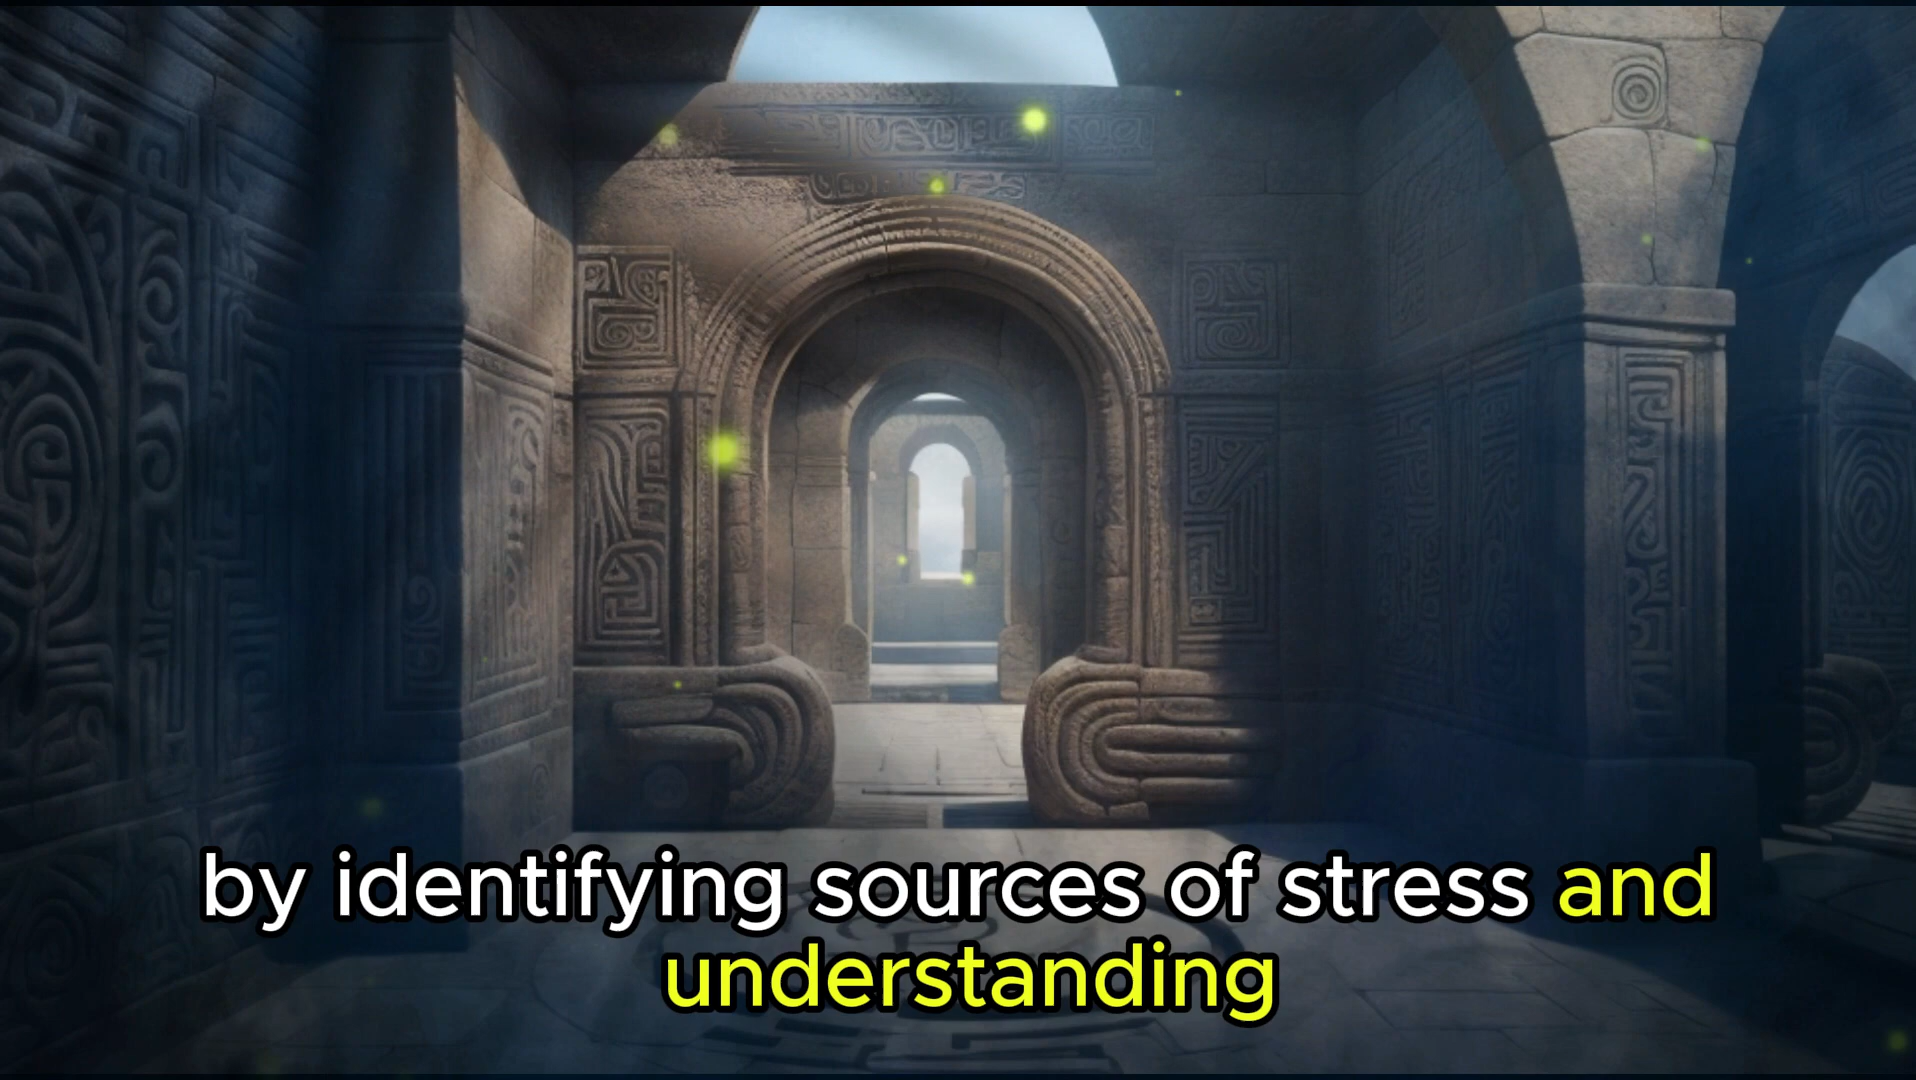 by identifying sources of stress and
understanding